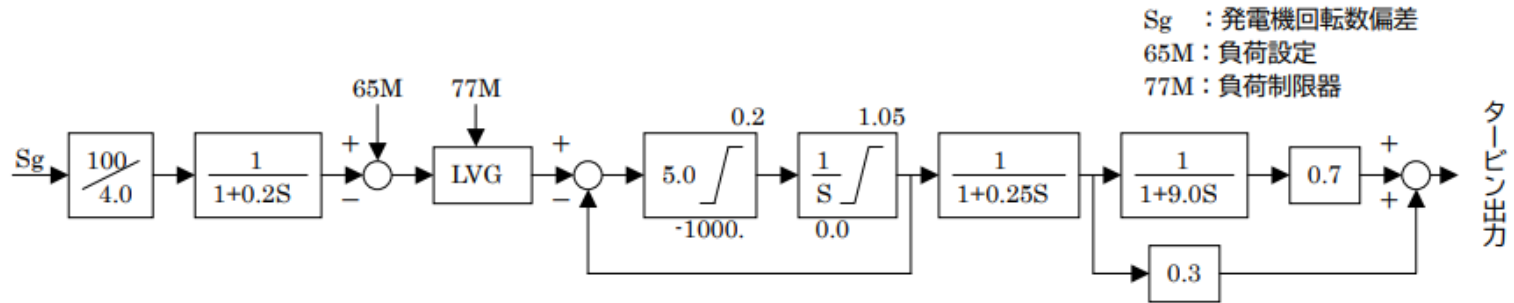 Sg ：発電機回転数偏差
65M：負荷設定
77M：負荷制限器
65M
77M
0.2
1.05
タービン出力
Sg
100/4.0
1
1+0.2S
+
−
LVG
+
−
5.0
-1000.
1
S
0.0
1
1+0.25S
1
1+9.0S
0.7
+
+
0.3